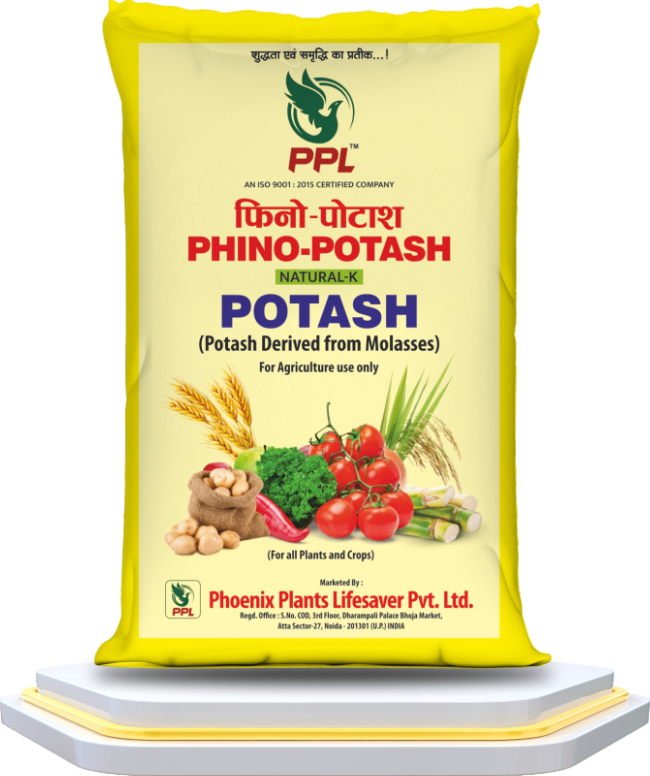 शुद्धता एवं समृद्धि का प्रतीक...!
PPL™
AN ISO 9001 : 2015 CERTIFIED COMPANY
फिनो-पोटाश
PHINO-POTASH
NATURAL-K
POTASH
(Potash Derived from Molasses)
For Agriculture use only
(For all Plants and Crops)
Marketed By :
PPL
Phoenix Plants Lifesaver Pvt. Ltd.
Regd. Office : S.No. COD, 3rd Floor, Dharampali Palace Bhoja Market,
Atta Sector-27, Noida - 201301 (U.P.) INDIA